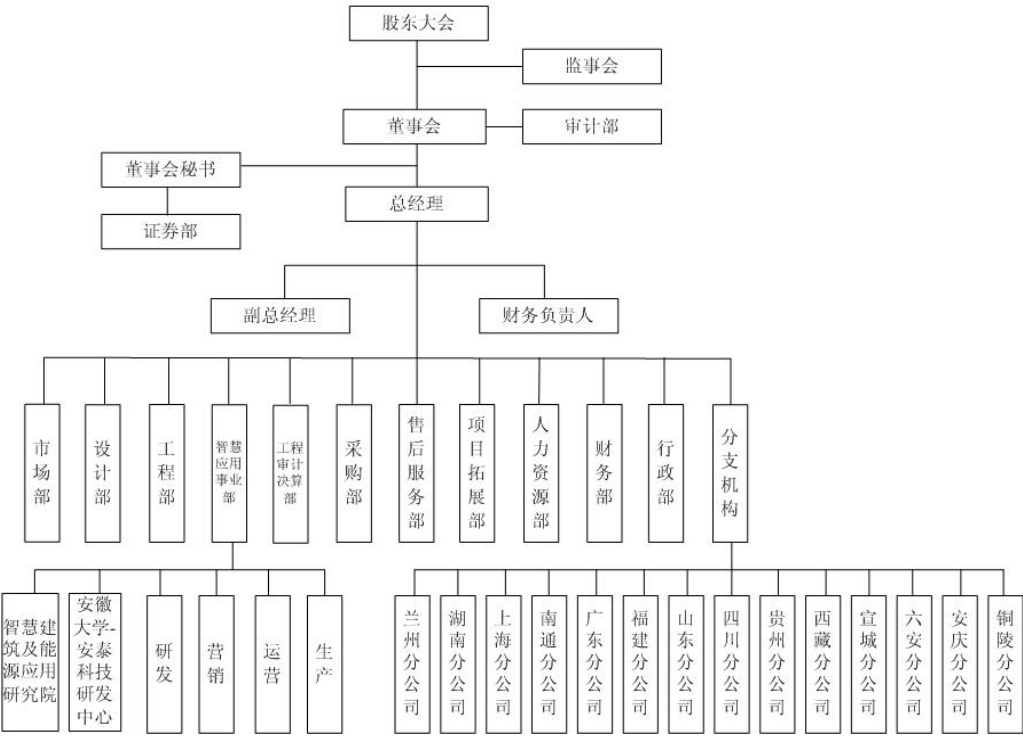 股东大会
监事会
董事会
审计部
董事会秘书
总经理
证券部
副总经理
财务负责人
市场部
设计部
工程部
智慧
应用
事业
部
工程
审计
决算
部
采购部
售后服务部
项目拓展部
人力资源部
财务部
行政部
分支机构
智慧建
筑及能
源应用
研究院
安徽
大学-
安泰
科技
研发
中心
研发
营销
运营
生产
兰州分公司
湖南分公司
上海分公司
南通分公司
广东分公司
福建分公司
山东分公司
四川分公司
贵州分公司
西藏分公司
宣城分公司
六安分公司
安庆分公司
铜陵分公司